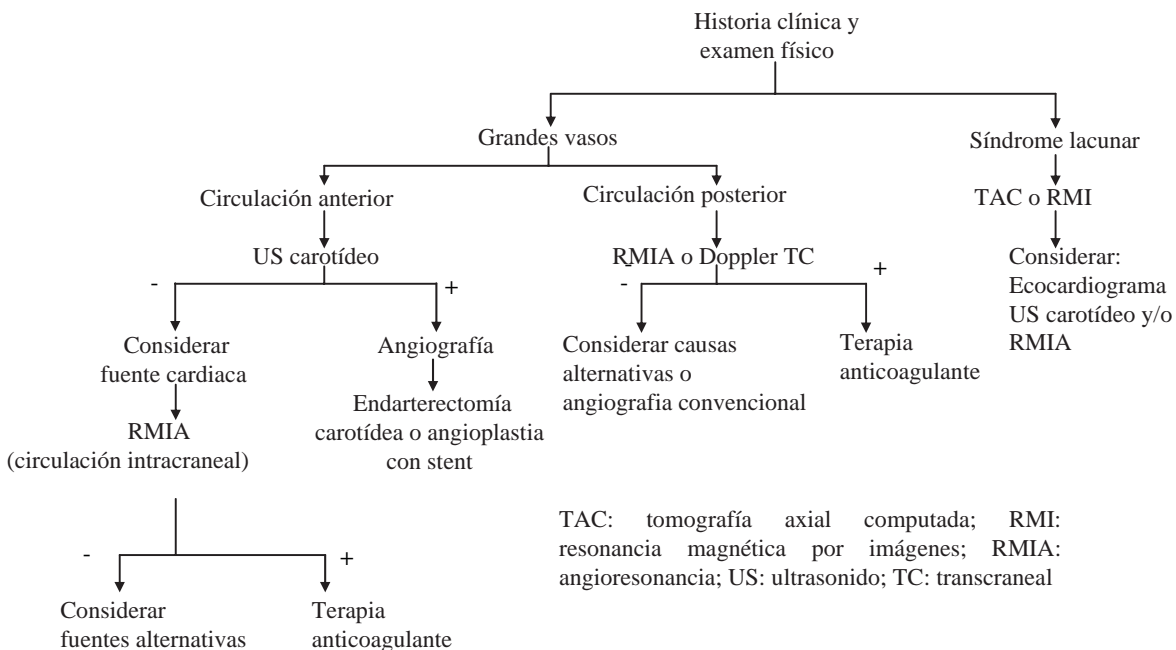 Historia clínica y
examen físico
Grandes vasos
Síndrome lacunar
Circulación anterior
Circulación posterior
TAC o RMI
US carotídeo
RMIA o Doppler TC
Considerar:
Ecocardiograma
US carotídeo y/o
RMIA
-
+
-
+
Considerar
fuente cardiaca
Angiografía
Considerar causas
alternativas o
angiografia convencional
Terapia
anticoagulante
RMIA
(circulación intracraneal)
Endarterectomía
carotídea o angioplastia
con stent
-
+
Considerar
fuentes alternativas
Terapia
anticoagulante
TAC: tomografía axial computada; RMI:
resonancia magnética por imágenes; RMIA:
angioresonancia; US: ultrasonido; TC: transcraneal